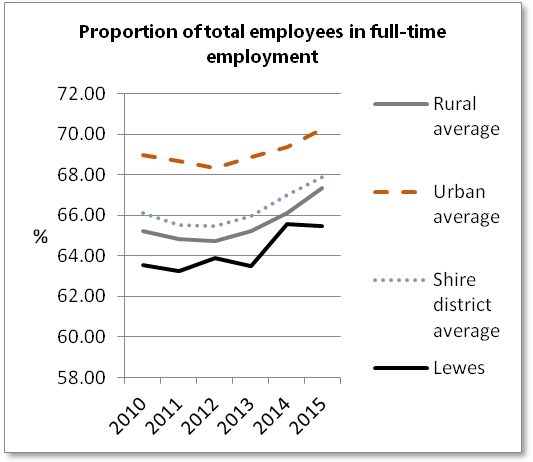 Proportion of total employees in full-time
employment
72.00
70.00
68.00
66.00
64.00
62.00
60.00
58.00
%
2010
2011
2012
2013
2014
2015
Rural
average
Urban
average
Shire
district
average
Lewes